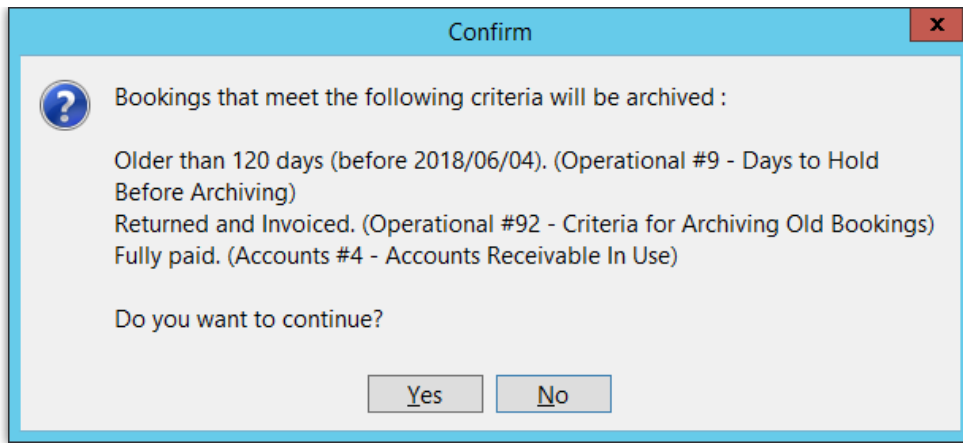 Confirm
x
Bookings that meet the following criteria will be archived :
Older than 120 days (before 2018/06/04). (Operational #9 - Days to Hold
Before Archiving)
Returned and Invoiced. (Operational #92 - Criteria for Archiving Old Bookings)
Fully paid. (Accounts #4 - Accounts Receivable In Use)
Do you want to continue?
Yes
No